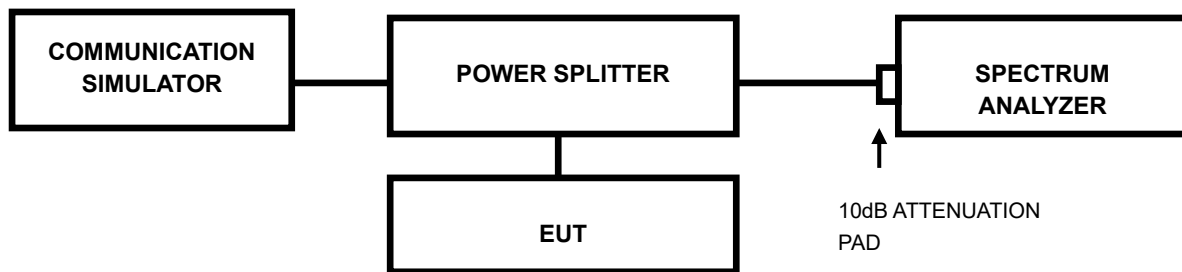 COMMUNICATION
SIMULATOR
POWER SPLITTER
SPECTRUM
ANALYZER
EUT
10dB ATTENUATION
PAD